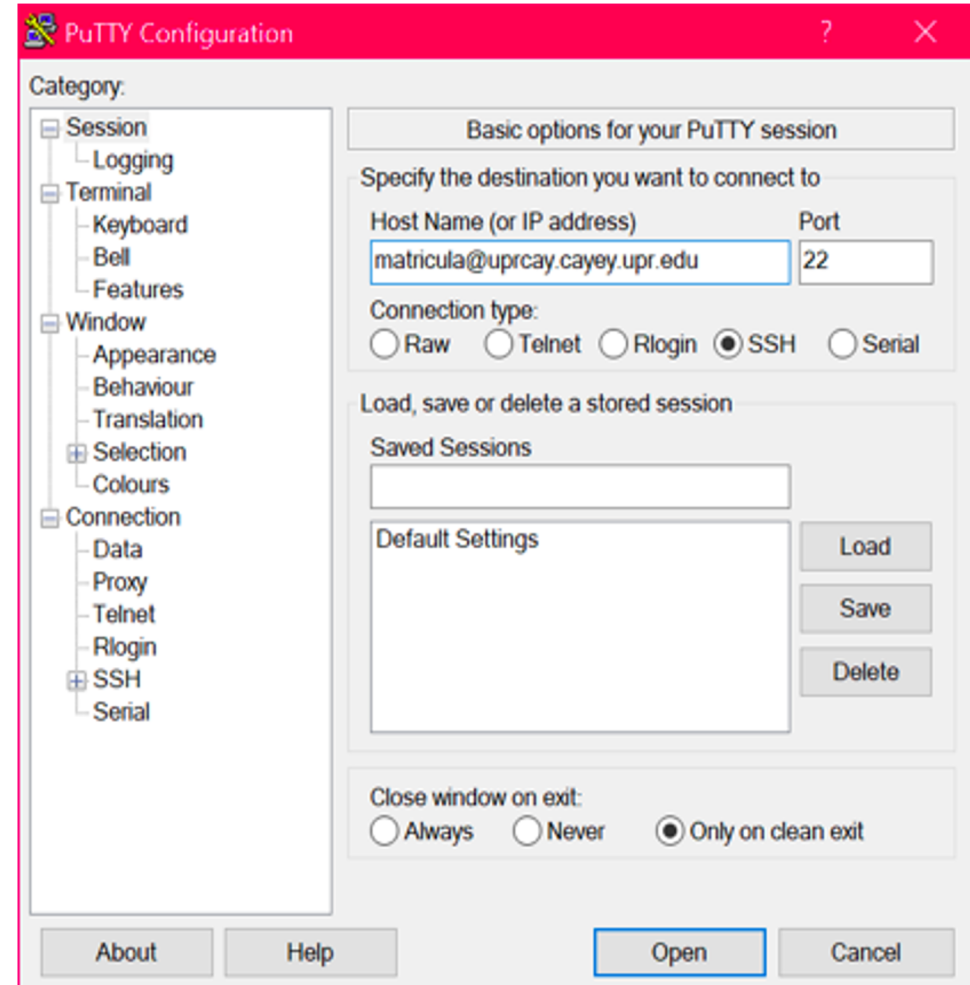 PuTTY Configuration
?
Category:
Session
Logging
Terminal
Keyboard
Bell
Features
Window
Appearance
Behaviour
Translation
Selection
Colours
Connection
Data
Proxy
Telnet
Rlogin
SSH
Serial
Basic options for your PuTTY session
Specify the destination you want to connect to
Host Name (or IP address) Port
matricula@uprcay.cayey.upr.edu 22
Connection type:
Raw Telnet Rlogin SSH Serial
Load, save or delete a stored session
Saved Sessions
Default Settings
Load
Save
Delete
Close window on exit:
Always Never Only on clean exit
About Help Open Cancel